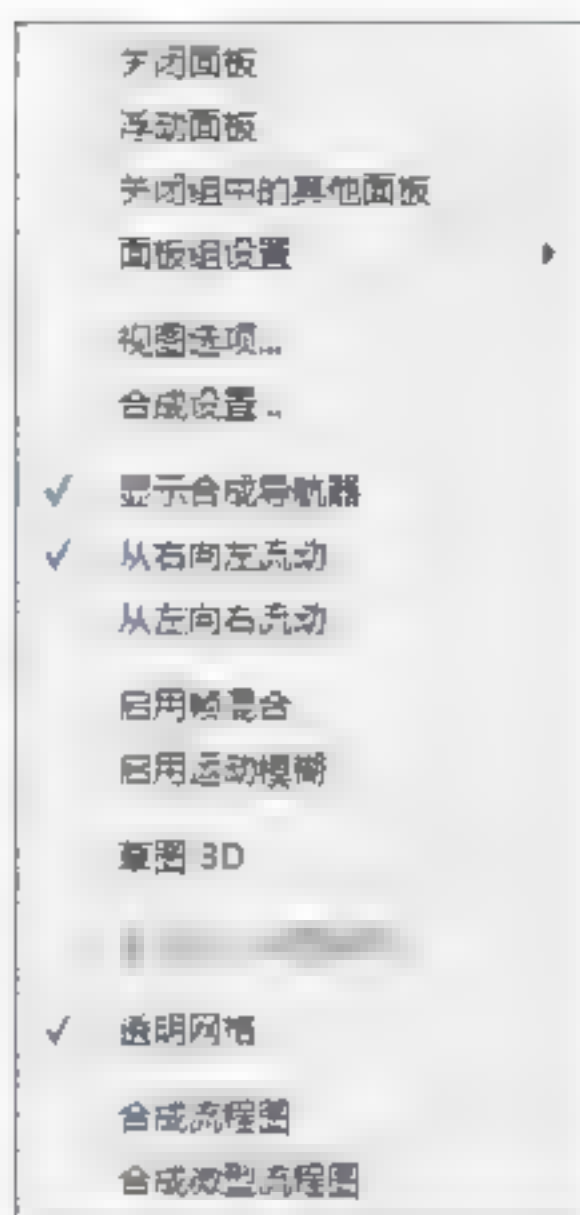 关闭面板
浮动面板
关闭组中的其他面板
面板组设置
视图选项...
合成设置...
显示合成导航器
从右向左流动
从左向右流动
启用帧混合
启用运动模糊
草图 3D
透明网格
合成流程图
合成微型流程图